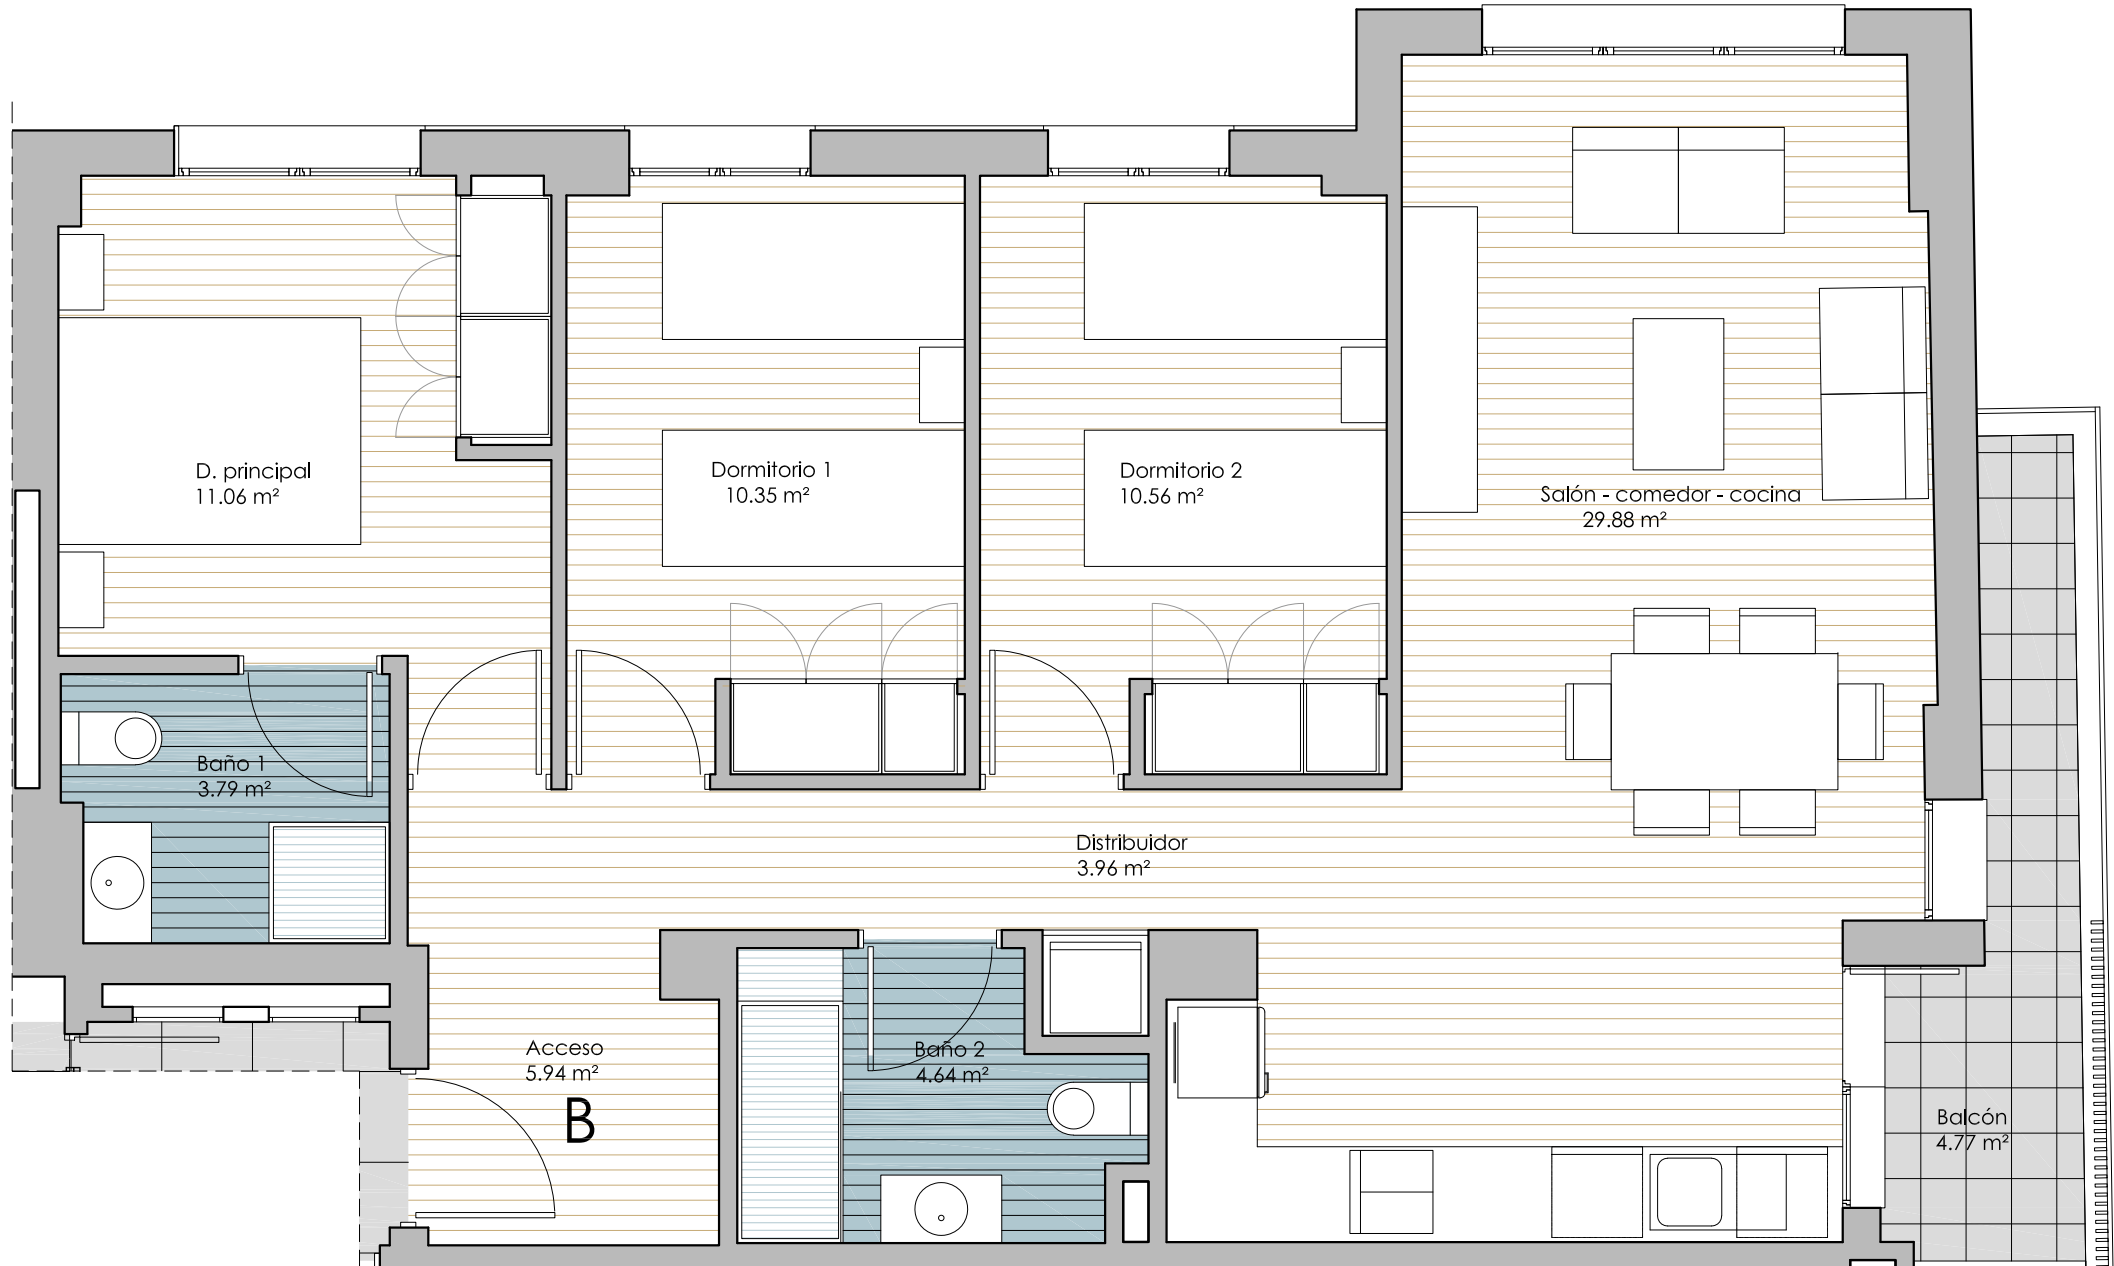 D. principal
11.06 m²
Dormitorio 1
10.35 m²
Dormitorio 2
10.56 m²
Salón - comedor - cocina
29.88 m²
Baño 1
3.79 m²
Distribuidor
3.96 m²
Acceso
5.94 m²
B
Baño 2
4.64 m²
Balcón
4.77 m²